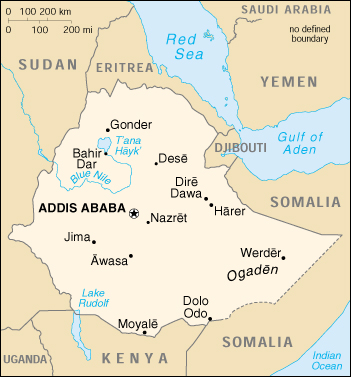 0 100 200 km
0 100 200 mi
SAUDI ARABIA
no defined
boundary
Red
Sea
SUDAN
ERITREA
YEMEN
Gonder
T'ana
Hāyk'
Bahir
Dar
Blue Nile
Desē
DJIBOUTI
Gulf of
Aden
Dirē
Dawa
Hārer
SOMALIA
ADDIS ABABA
Nazrēt
Jima
Āwasa
Werdēr
Ogadēn
Lake
Rudolf
Dolo
Odo
Moyalē
SOMALIA
UGANDA
KENYA
Indian
Ocean